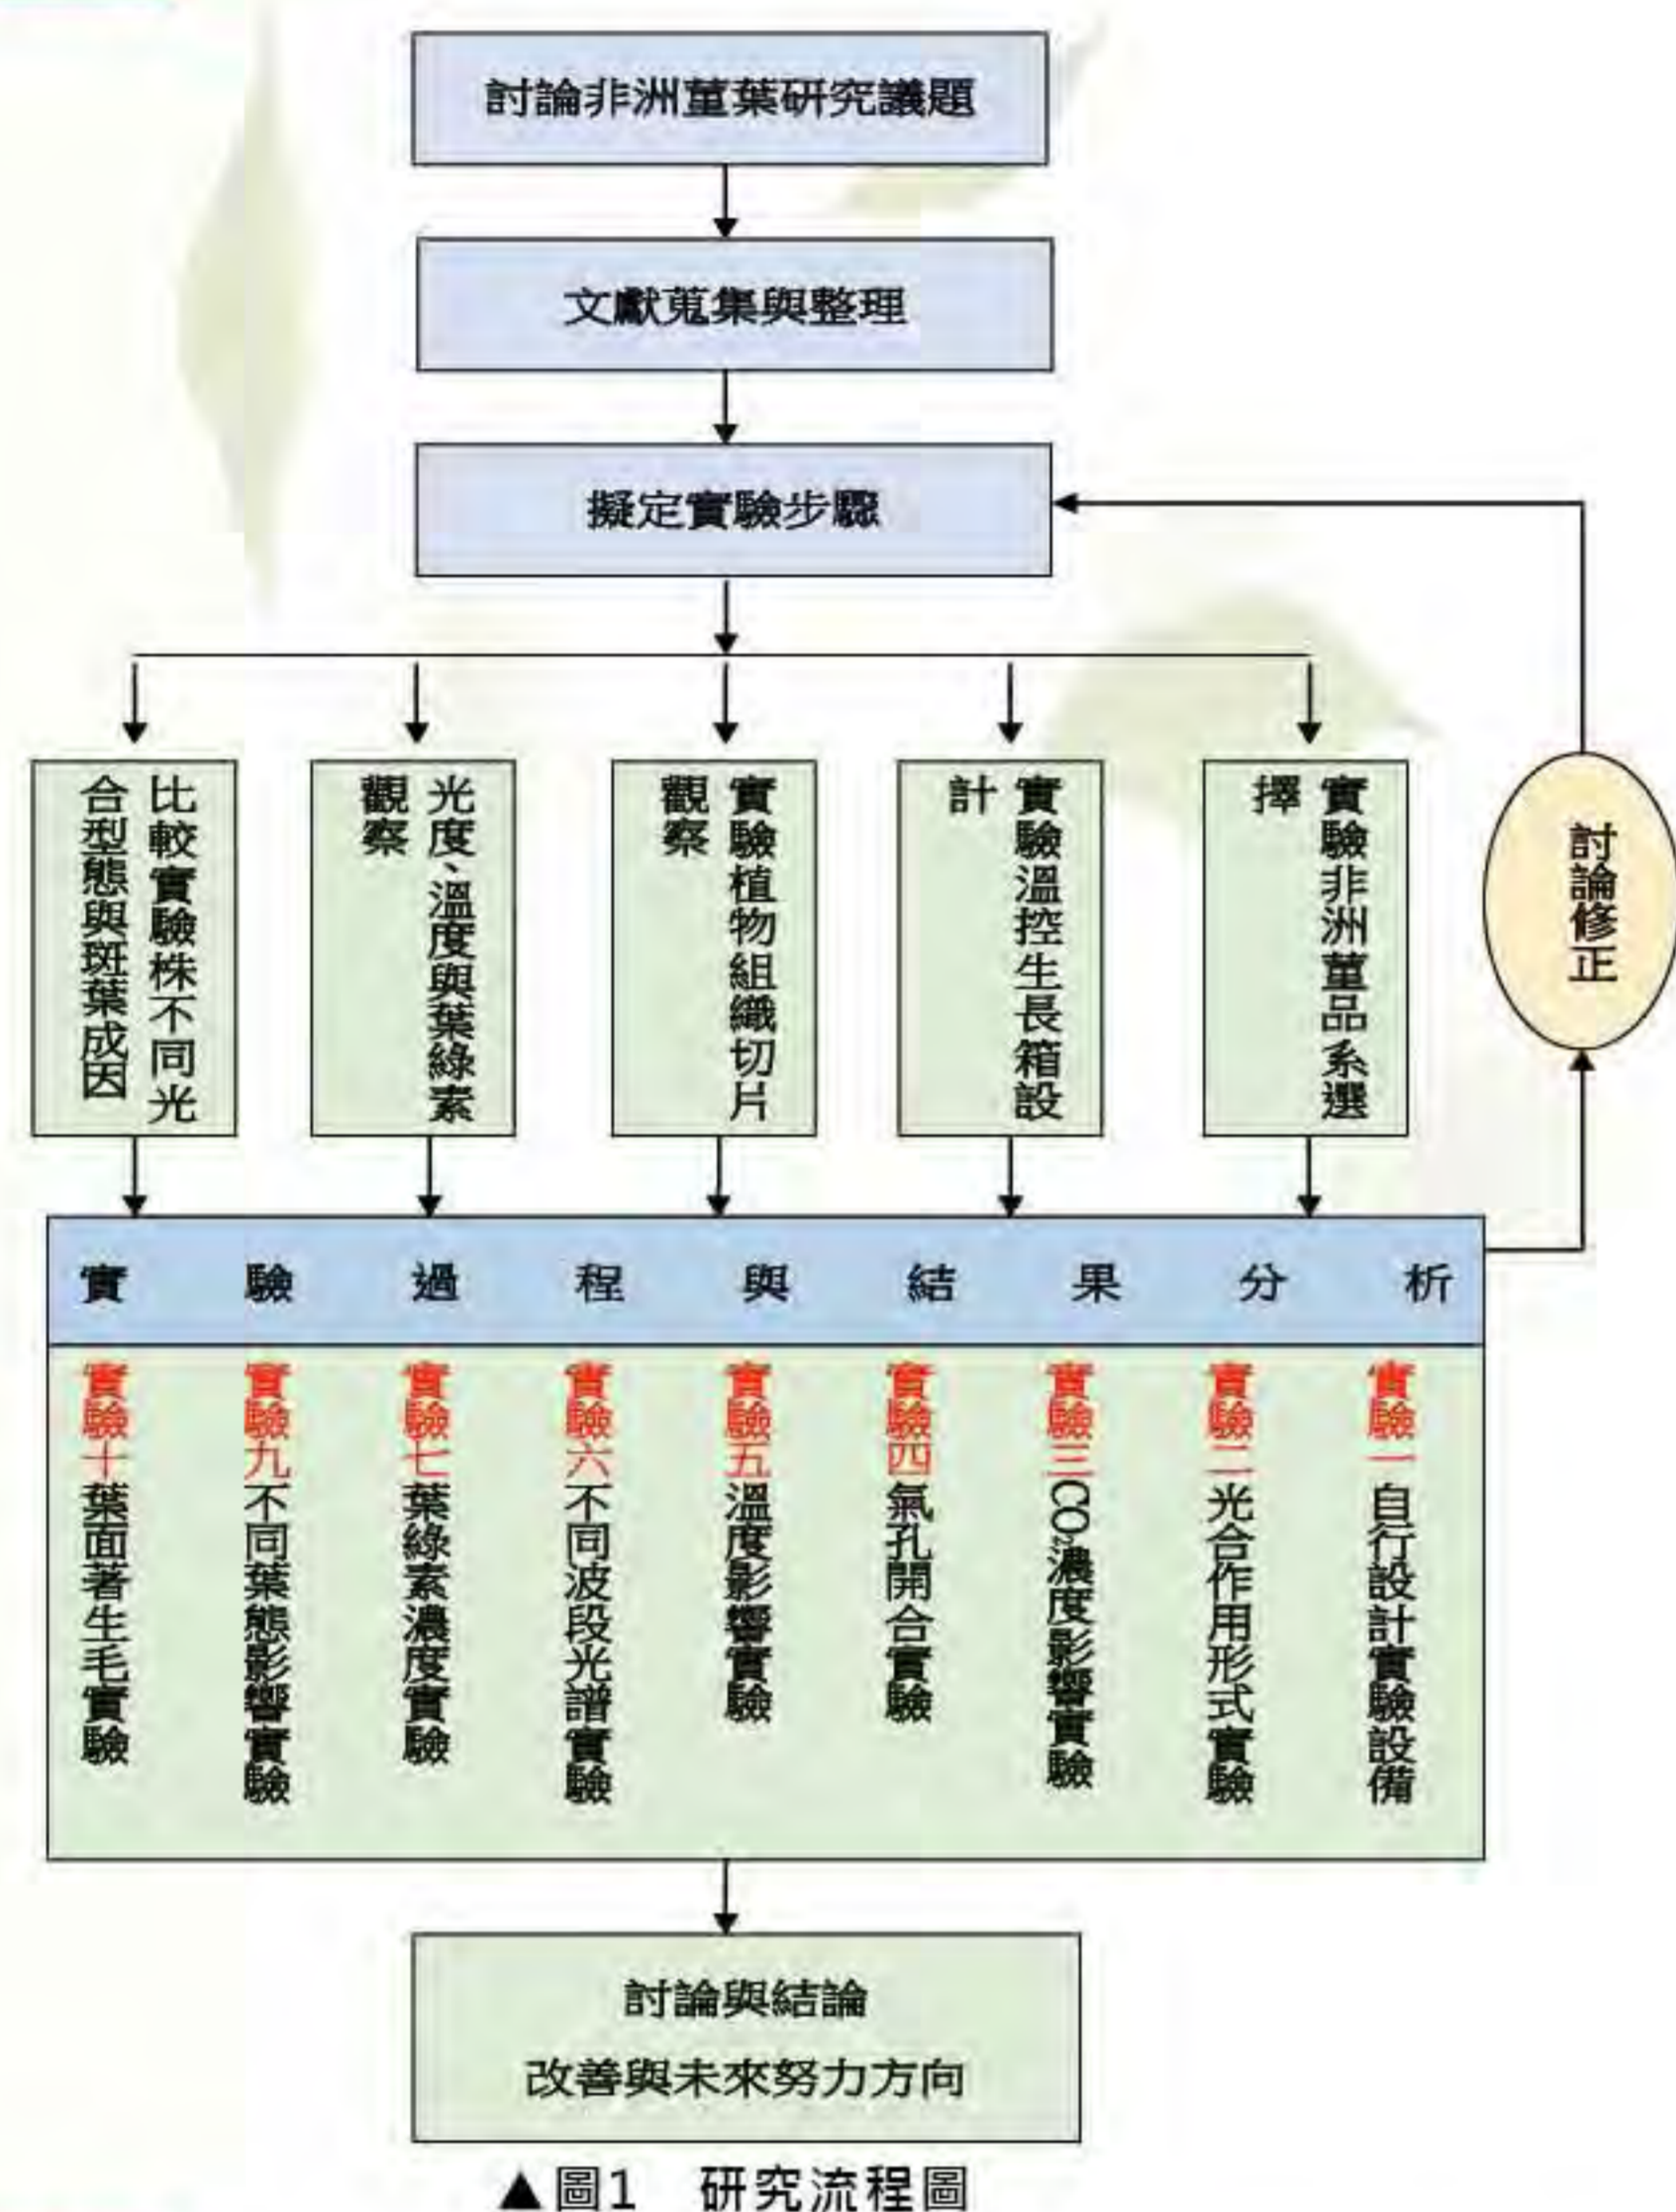 討論非洲菫葉研究議題
文獻蒐集與整理
擬定實驗步驟
實驗非洲菫品系選
擇
實驗溫控生長箱設
計
實驗植物組織切片
觀察
光度、溫度與葉綠素
觀察
比較實驗株不同光
合型態與斑葉成因
討論修正
實驗過程與結果分析
實驗一自行設計實驗設備
實驗二光合作用形式實驗
實驗三CO₂濃度影響實驗
實驗四氣孔開合實驗
實驗五溫度影響實驗
實驗六不同波段光譜實驗
實驗七葉綠素濃度實驗
實驗九不同葉態影響實驗
實驗十葉面著生毛實驗
討論與結論
改善與未來努力方向
▲圖1 研究流程圖